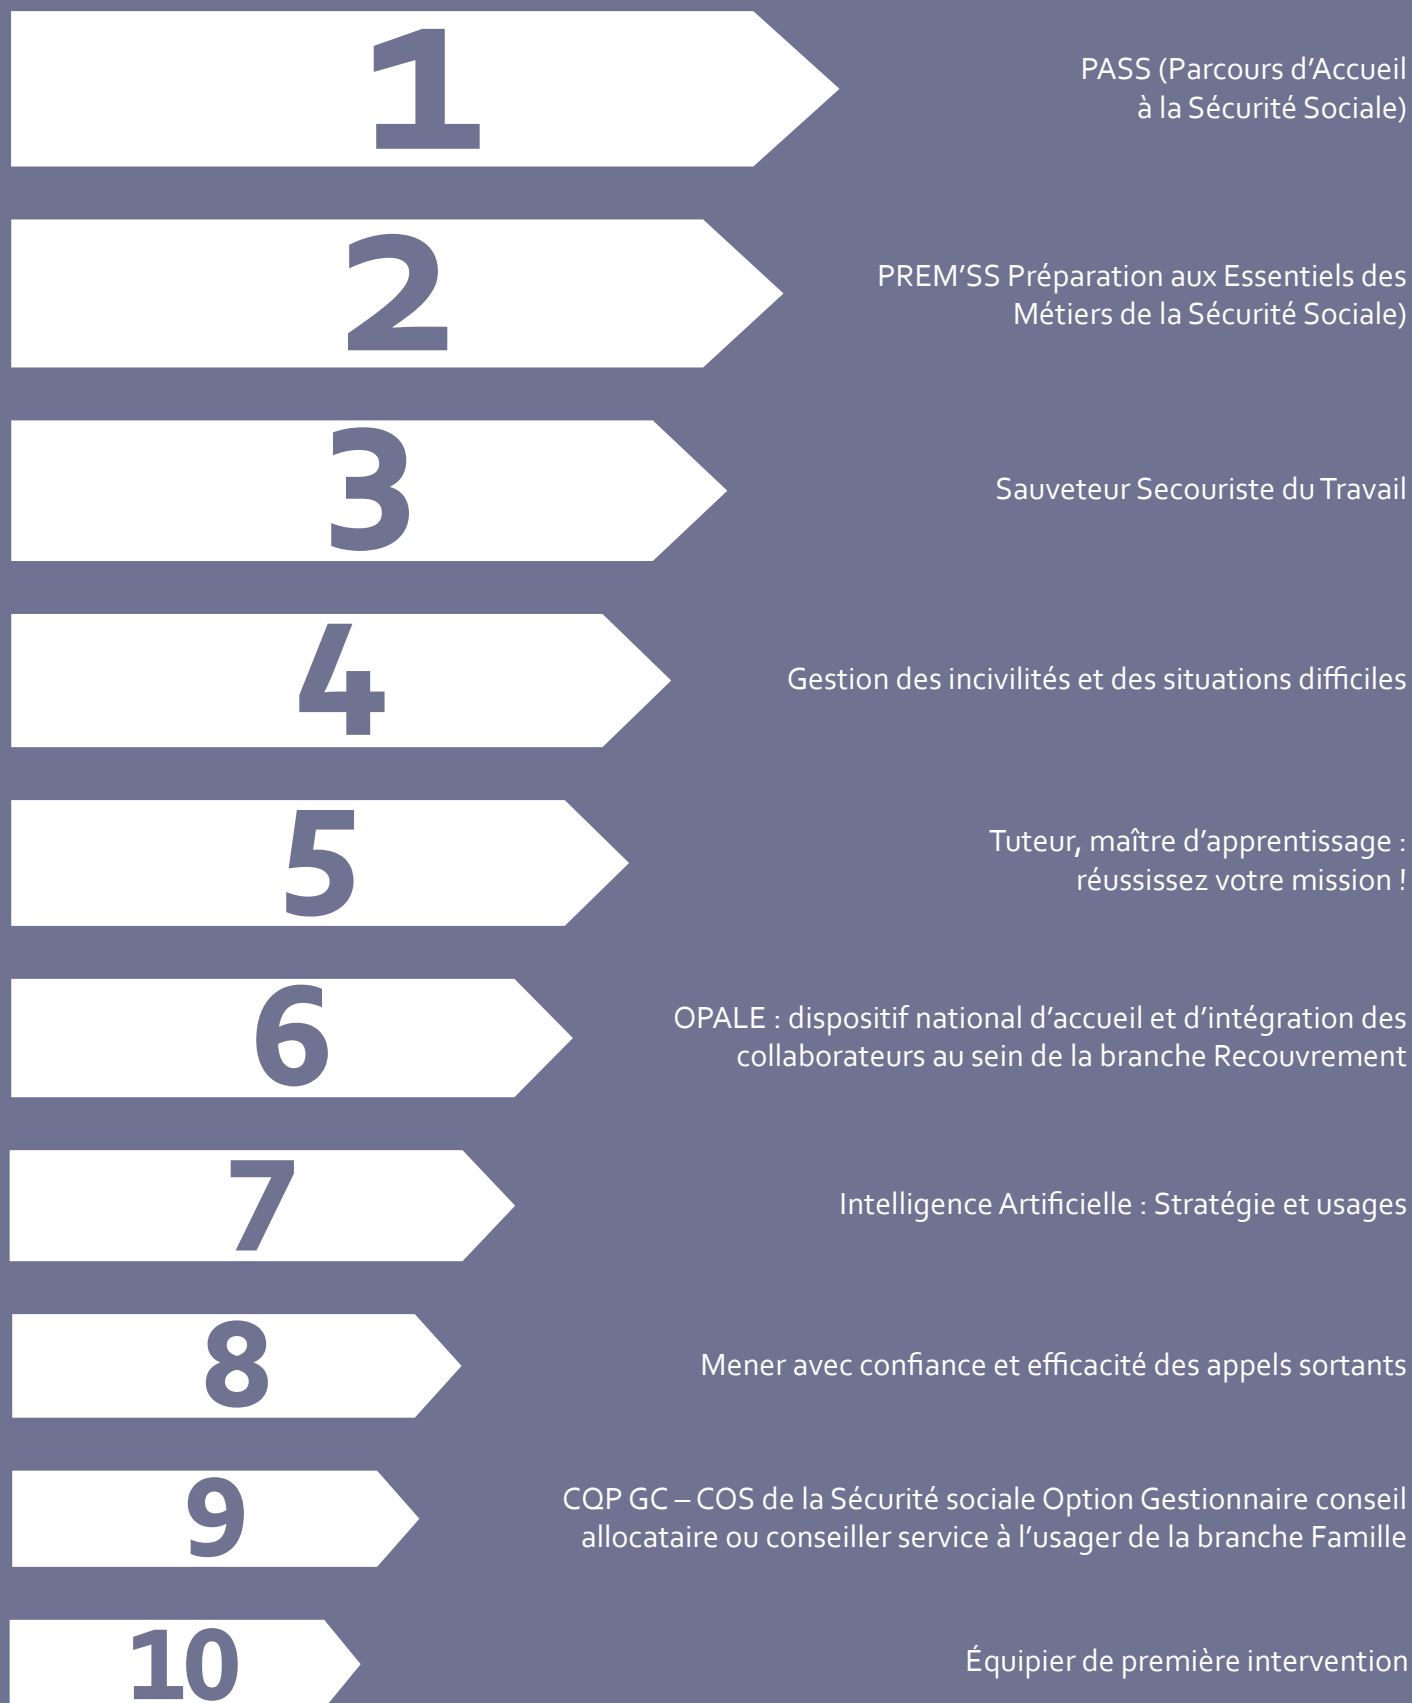 1
PASS (Parcours d’Accueil
à la Sécurité Sociale)
2
PREM’SS Préparation aux Essentiels des
Métiers de la Sécurité Sociale)
3
Sauveteur Secouriste du Travail
4
Gestion des incivilités et des situations difficiles
5
Tuteur, maître d’apprentissage :
réussissez votre mission !
6
OPALE : dispositif national d’accueil et d’intégration des
collaborateurs au sein de la branche Recouvrement
7
Intelligence Artificielle : Stratégie et usages
8
Mener avec confiance et efficacité des appels sortants
9
CQP GC – COS de la Sécurité sociale Option Gestionnaire conseil
allocataire ou conseiller service à l’usager de la branche Famille
10
Équipier de première intervention